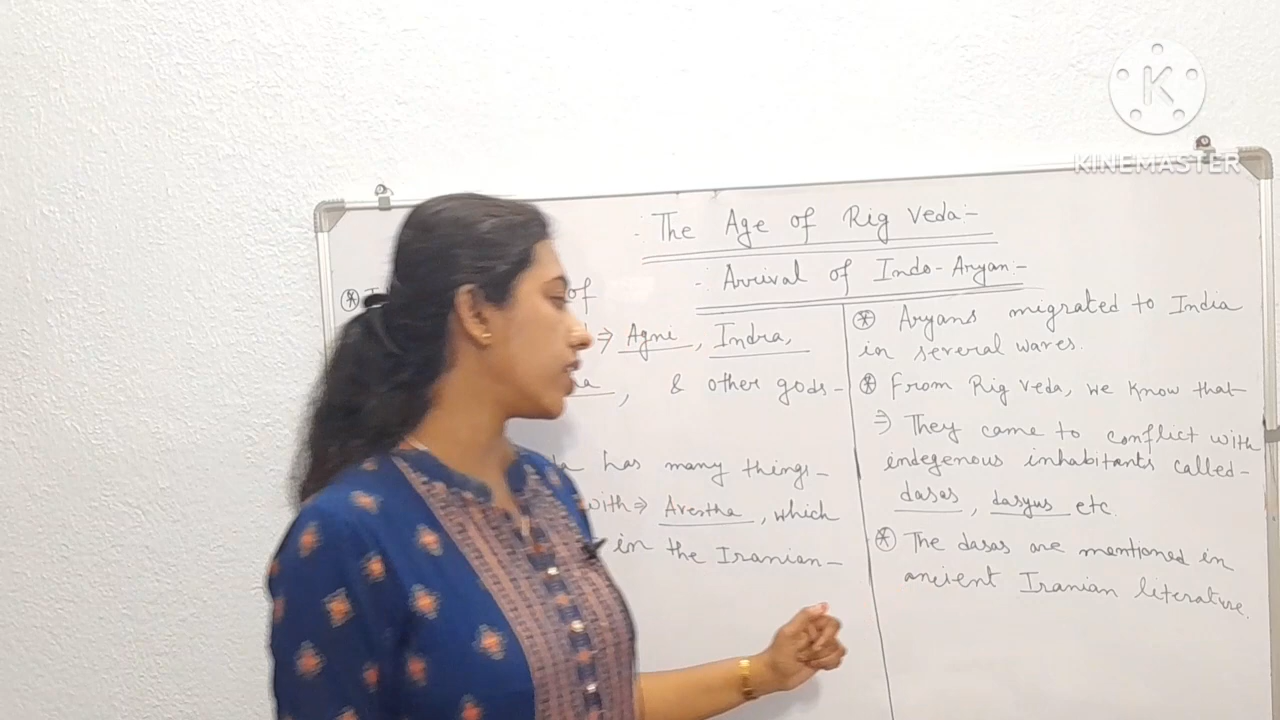 KINEMASTER
-: The Age of Rig Veda :-
-: Arrival of Indo-Aryan :-
of
⇒ Agni, Indra,
, & other gods -
has many things -
with ⇒ Avestha, which
in the Iranian -
⊛ Aryans migrated to India
in several waves.
⊛ From Rig Veda, we know that -
⇒ They came to conflict with
indegenous inhabitants called -
dasas, dasyus etc.
⊛ The dasas are mentioned in
ancient Iranian literature.